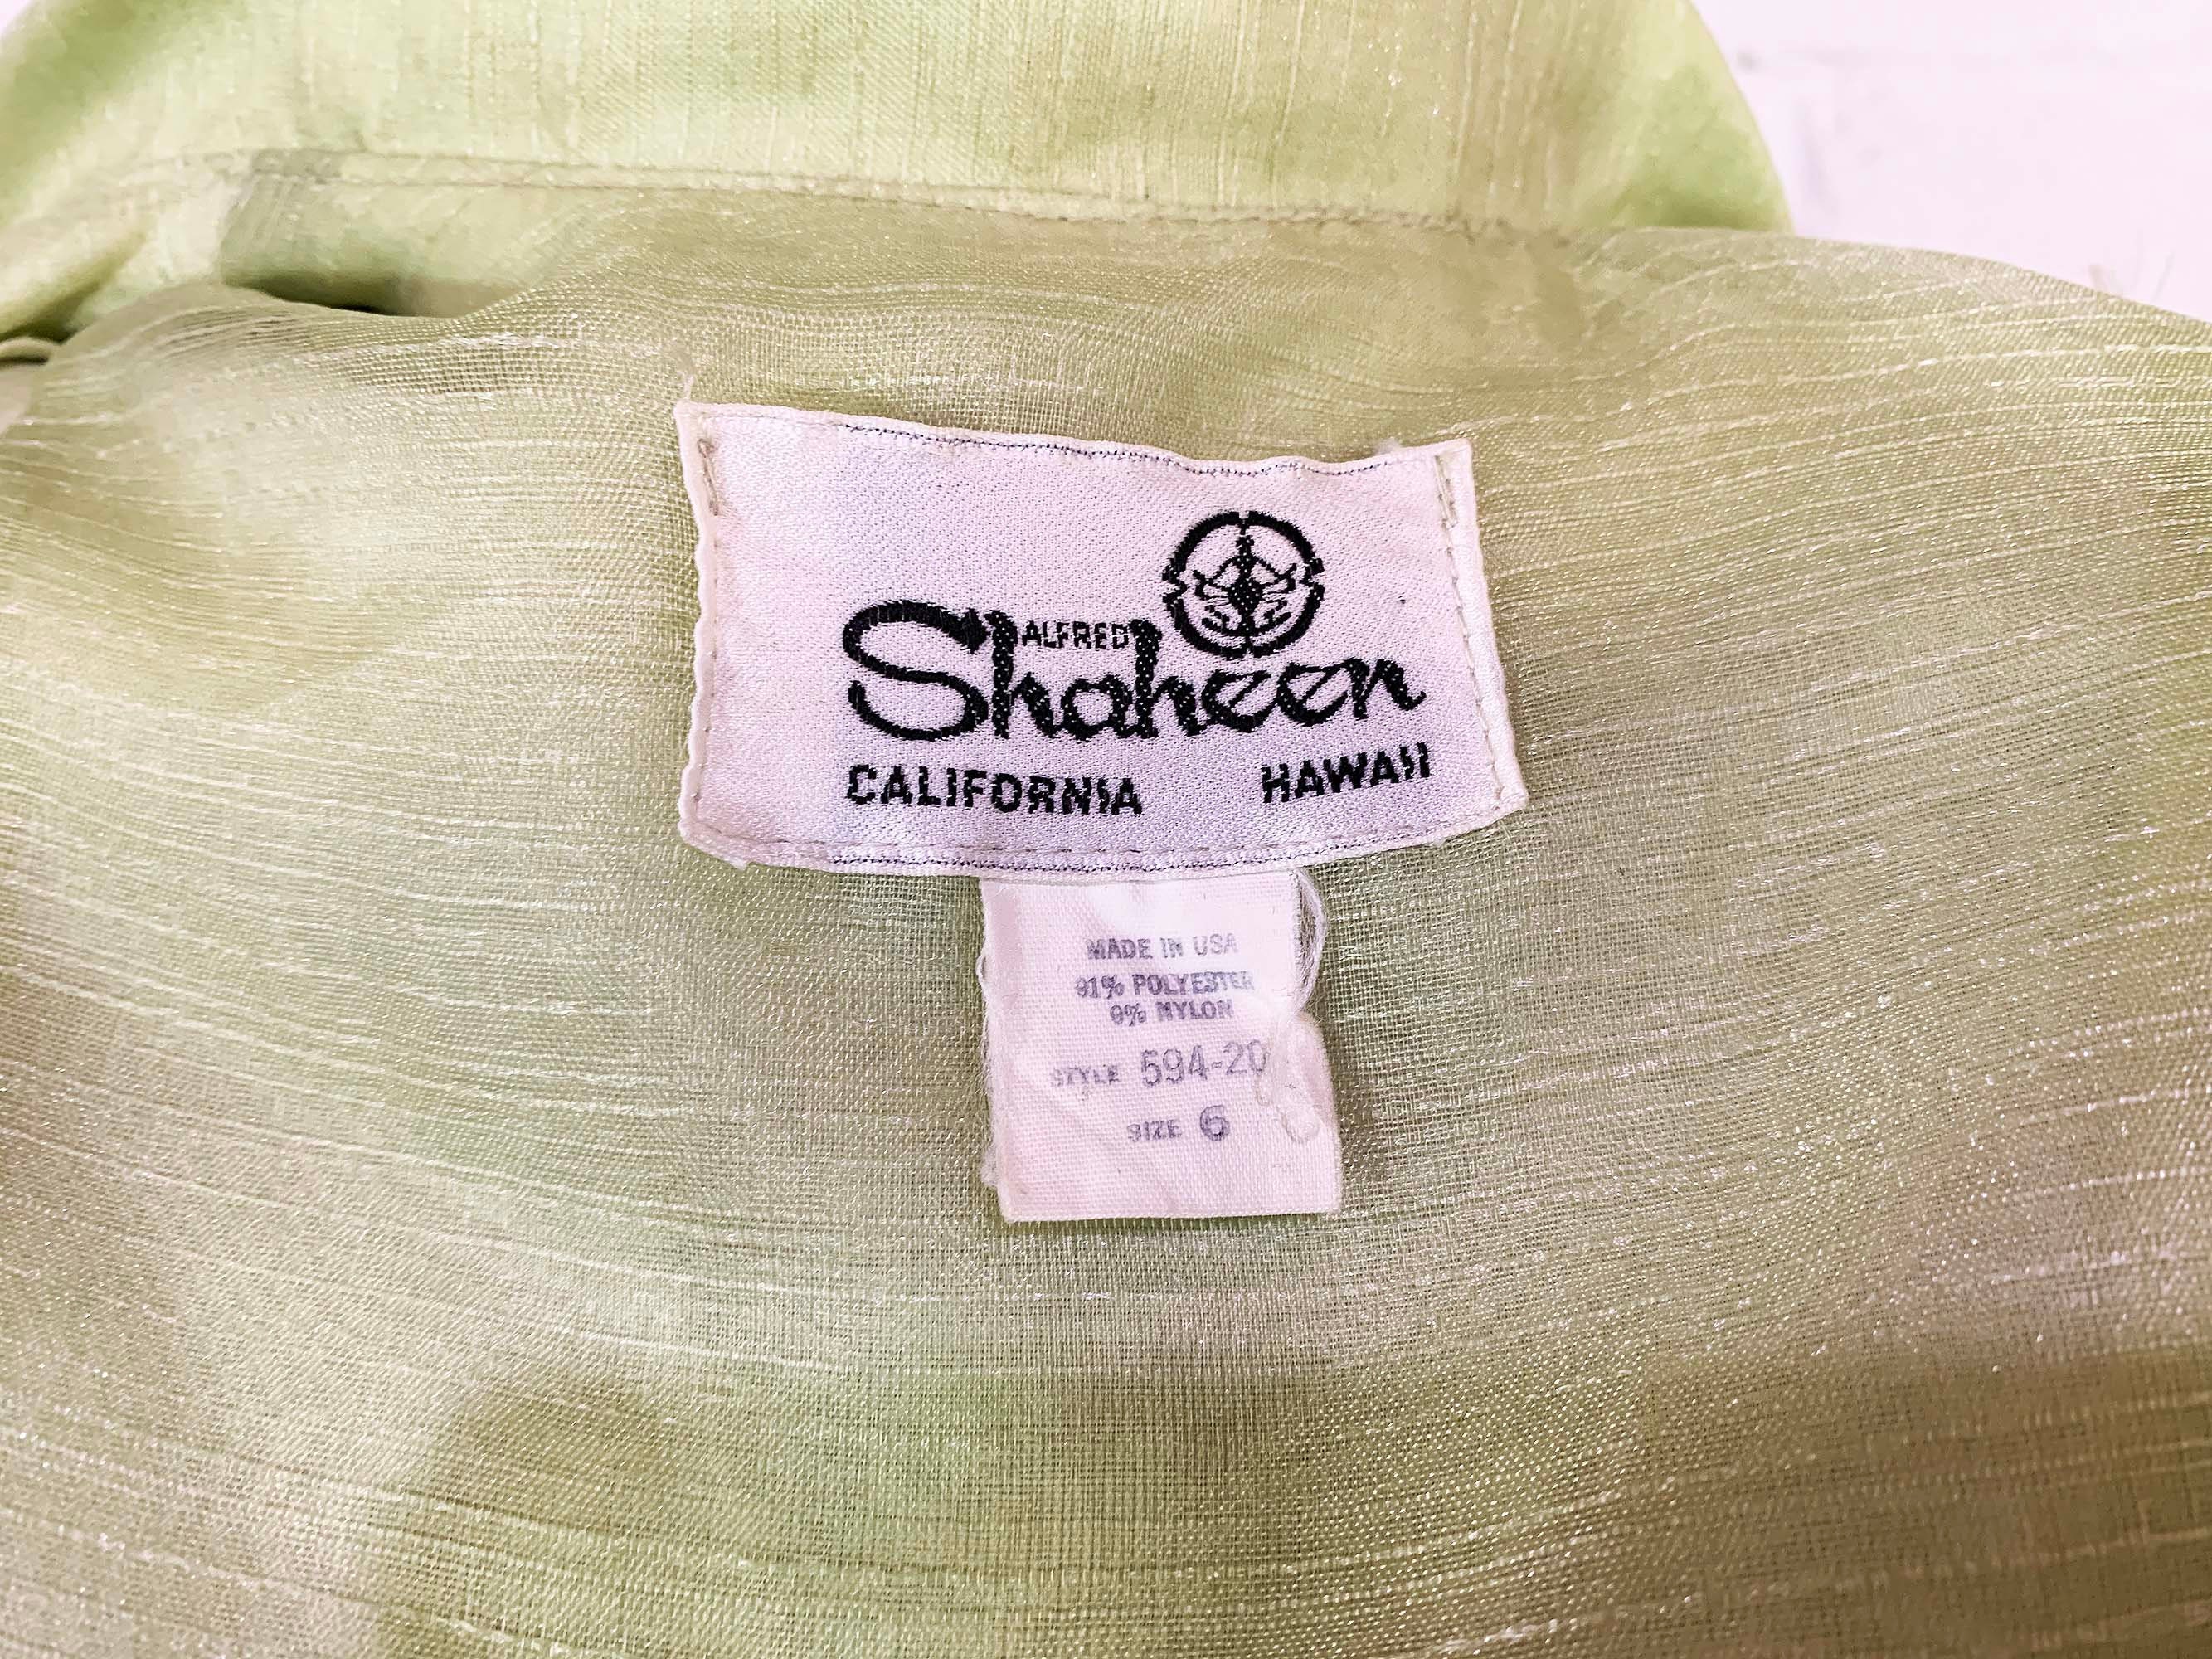 ALFRED
Shaheen
CALIFORNIA HAWAII
MADE IN USA
91% POLYESTER
9% NYLON
STYLE 594-20
SIZE 6